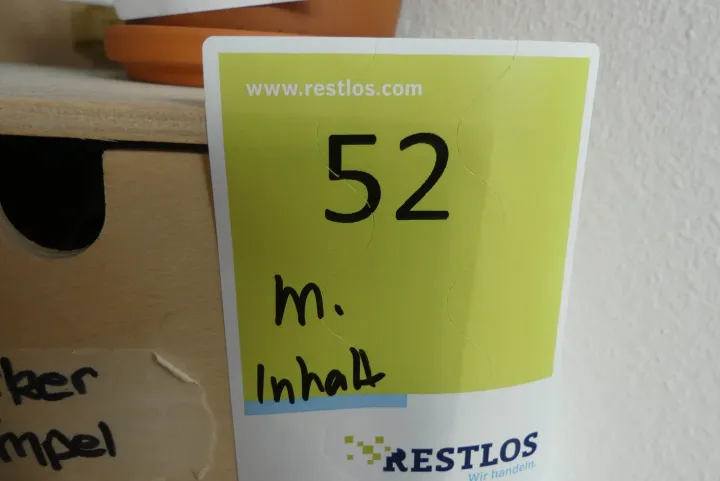 www.restlos.com
52
m.
Inhalt
RESTLOS
Wir handeln.